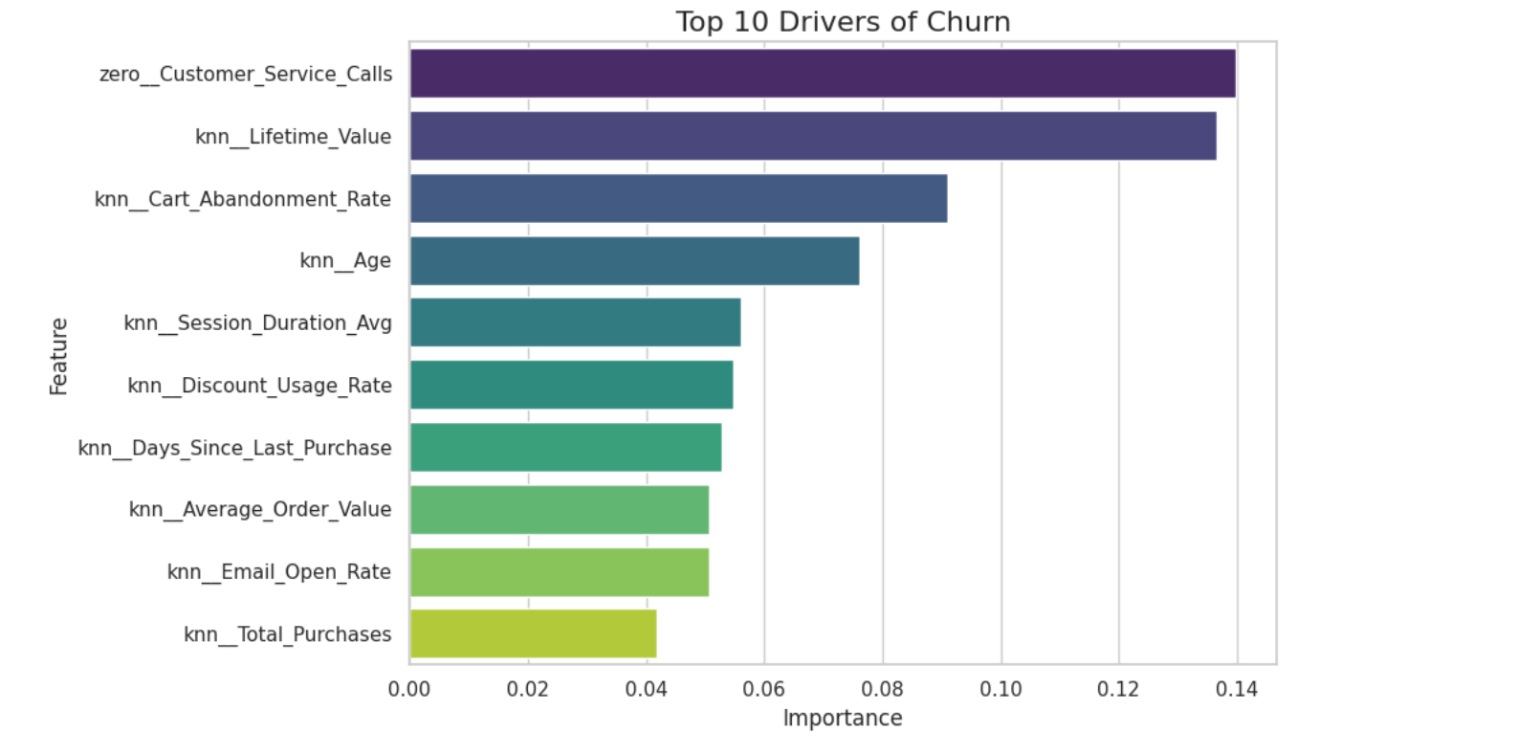 Top 10 Drivers of Churn
zero__Customer_Service_Calls
knn__Lifetime_Value
knn__Cart_Abandonment_Rate
knn__Age
knn__Session_Duration_Avg
knn__Discount_Usage_Rate
knn__Days_Since_Last_Purchase
knn__Average_Order_Value
knn__Email_Open_Rate
knn__Total_Purchases
Feature
0.00 0.02 0.04 0.06 0.08 0.10 0.12 0.14
Importance